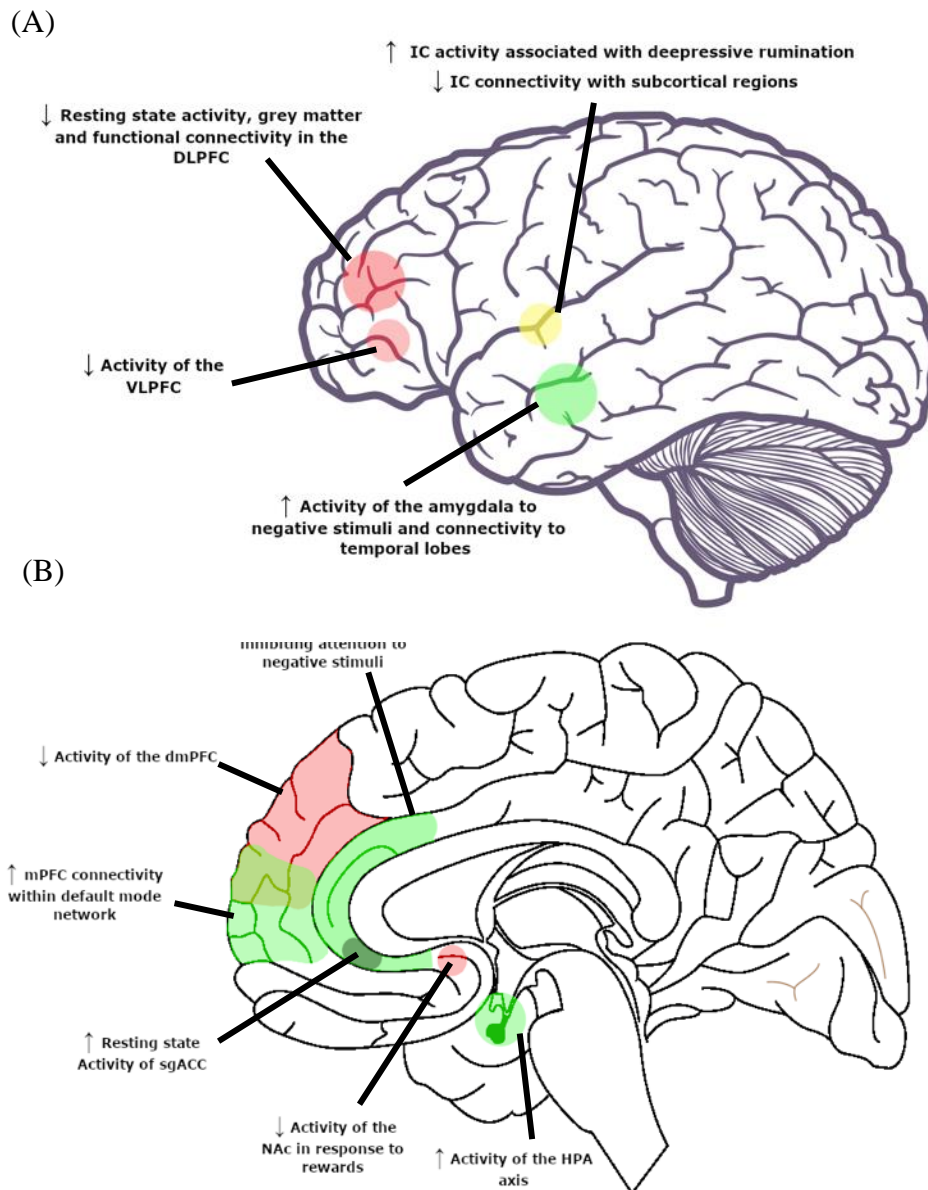 (A)
↑ IC activity associated with deepressive rumination
↓ IC connectivity with subcortical regions
↓ Resting state activity, grey matter
and functional connectivity in the
DLPFC
↓ Activity of the
VLPFC
↑ Activity of the amygdala to
negative stimuli and connectivity to
temporal lobes
(B)
inhibiting attention to
negative stimuli
↓ Activity of the dmPFC
↑ mPFC connectivity
within default mode
network
↑ Resting state
Activity of sgACC
↓ Activity of the
NAc in response to
rewards
↑ Activity of the HPA
axis